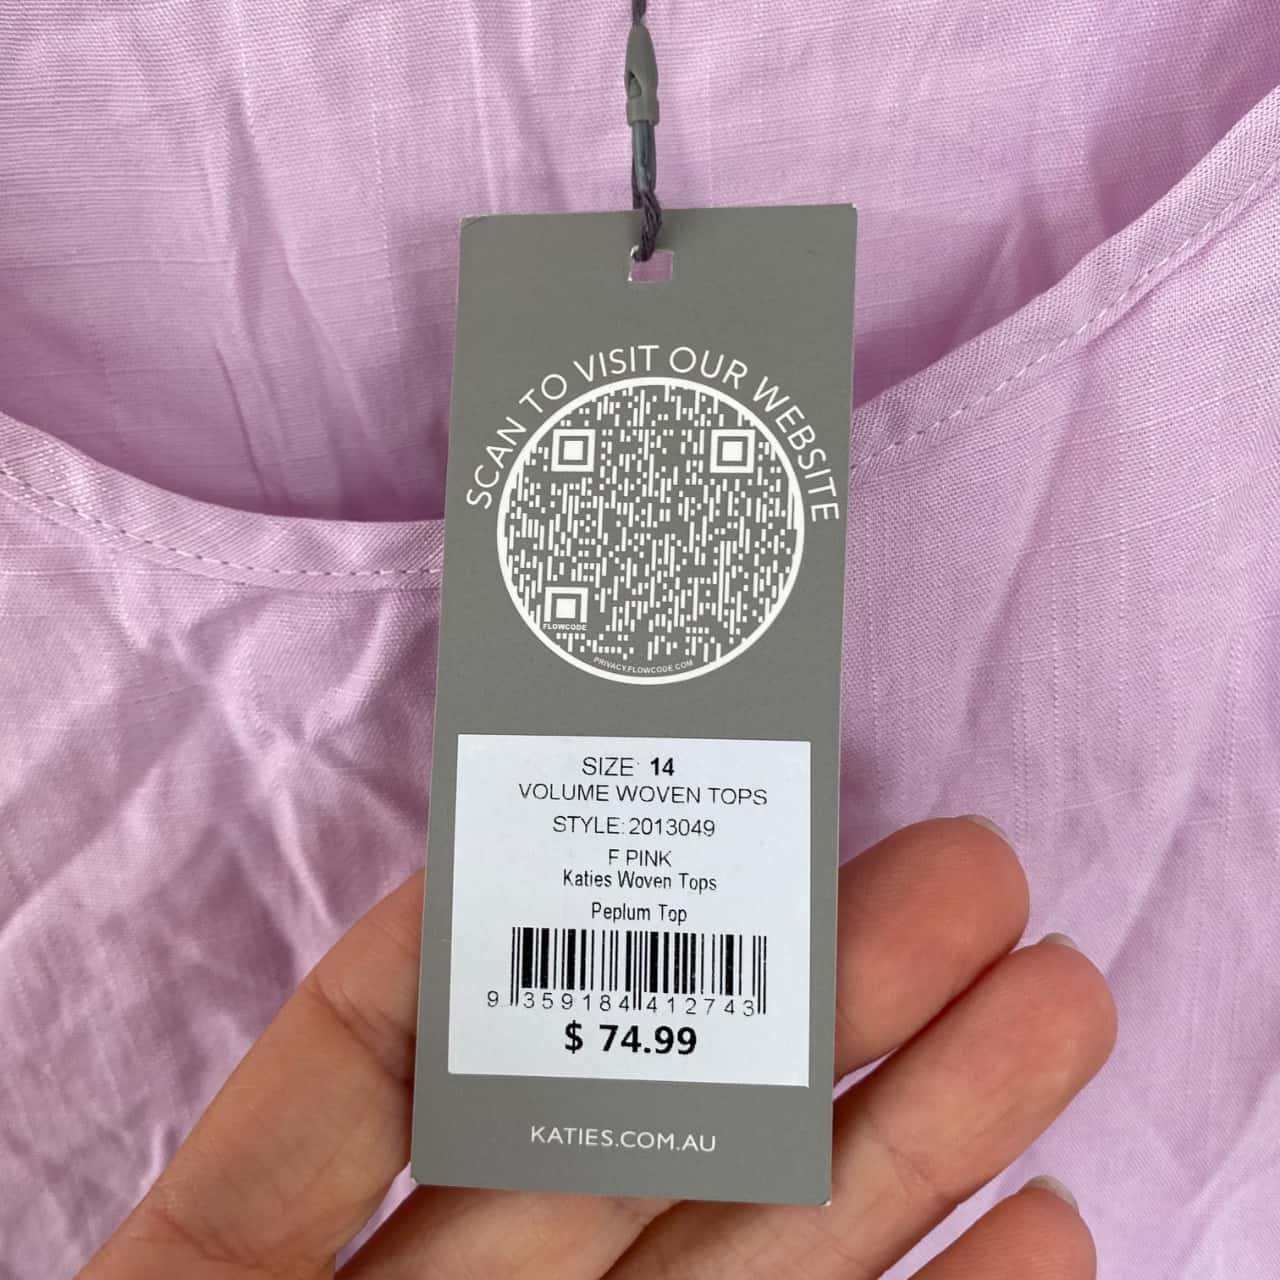 SCAN TO VISIT OUR WEBSITE
FLOWCODE
PRIVACY.FLOWCODE.COM
SIZE: 14
VOLUME WOVEN TOPS
STYLE:2013049
F PINK
Katies Woven Tops
Peplum Top
9 359184 412743
$ 74.99
KATIES.COM.AU